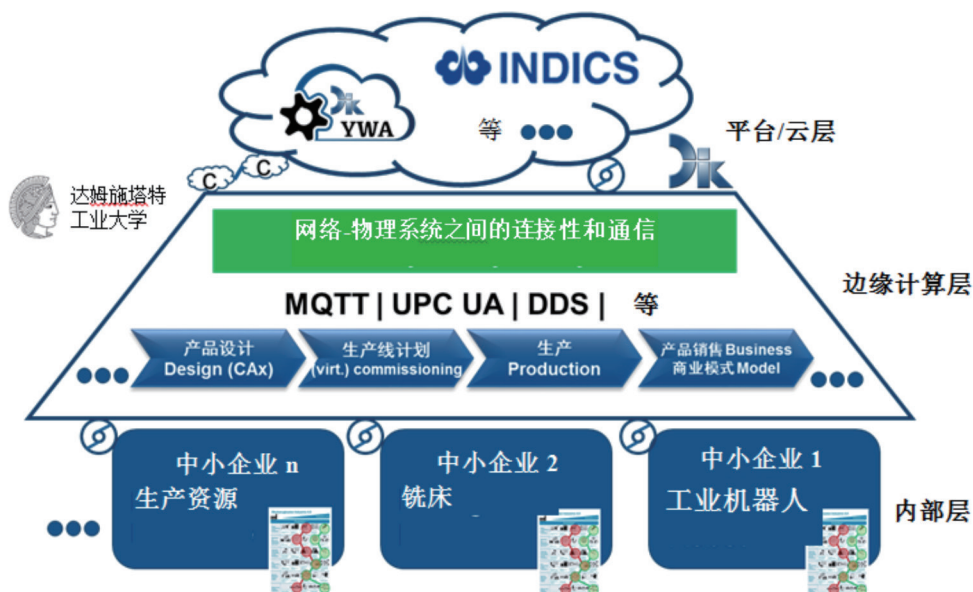 INDICS
Dik
YWA
等
平台/云层
Dik
C
C
达姆施塔特
工业大学
网络-物理系统之间的连接性和通信
边缘计算层
MQTT | UPC UA | DDS | 等
产品设计
Design (CAx)
生产线计划
(virt.) commissioning
生产
Production
产品销售 Business
商业模式 Model
中小企业 n
生产资源
中小企业 2
铣床
中小企业 1
工业机器人
内部层